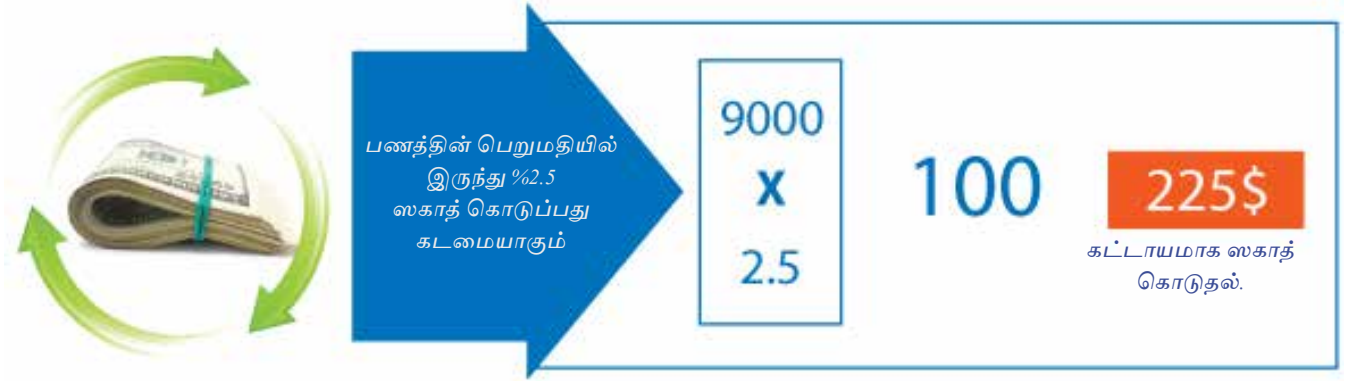 பணத்தின் பெறுமதியில்
இருந்து %2.5
ஸகாத் கொடுப்பது
கடமையாகும்
9000
X
2.5
100
225$
கட்டாயமாக ஸகாத்
கொடுதல்.